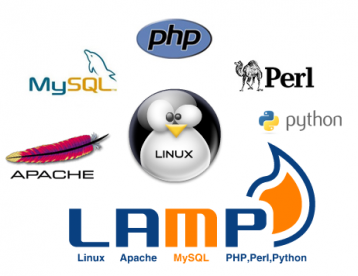 php
MySQL
Perl
python
LINUX
APACHE
LAMP
Linux Apache MySQL PHP,Perl,Python